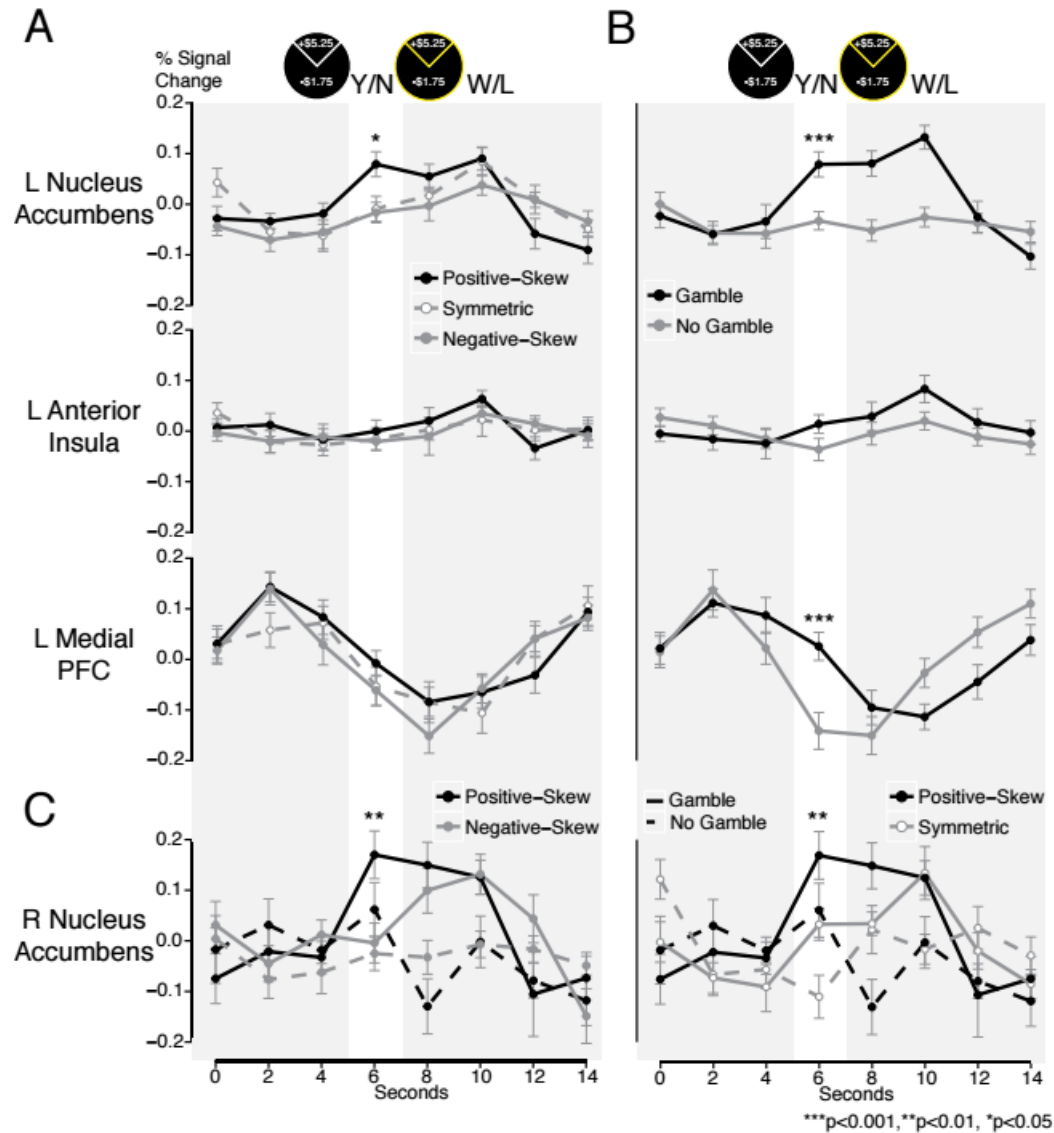 A
B
% Signal
Change
+$5.25
-$1.75
Y/N
+$5.25
-$1.75
W/L
+$5.25
-$1.75
Y/N
+$5.25
-$1.75
W/L
0.2
0.1
0.0
−0.1
−0.2
L Nucleus
Accumbens
*
***
Positive−Skew
Symmetric
Negative−Skew
Gamble
No Gamble
0.2
0.1
0.0
−0.1
−0.2
L Anterior
Insula
0.2
0.1
0.0
−0.1
−0.2
L Medial
PFC
***
C
Positive−Skew
Negative−Skew
Gamble
No Gamble
Positive−Skew
Symmetric
**
**
0.2
0.1
0.0
−0.1
−0.2
R Nucleus
Accumbens
0 2 4 6 8 10 12 14
Seconds
0 2 4 6 8 10 12 14
Seconds
***p<0.001,**p<0.01, *p<0.05